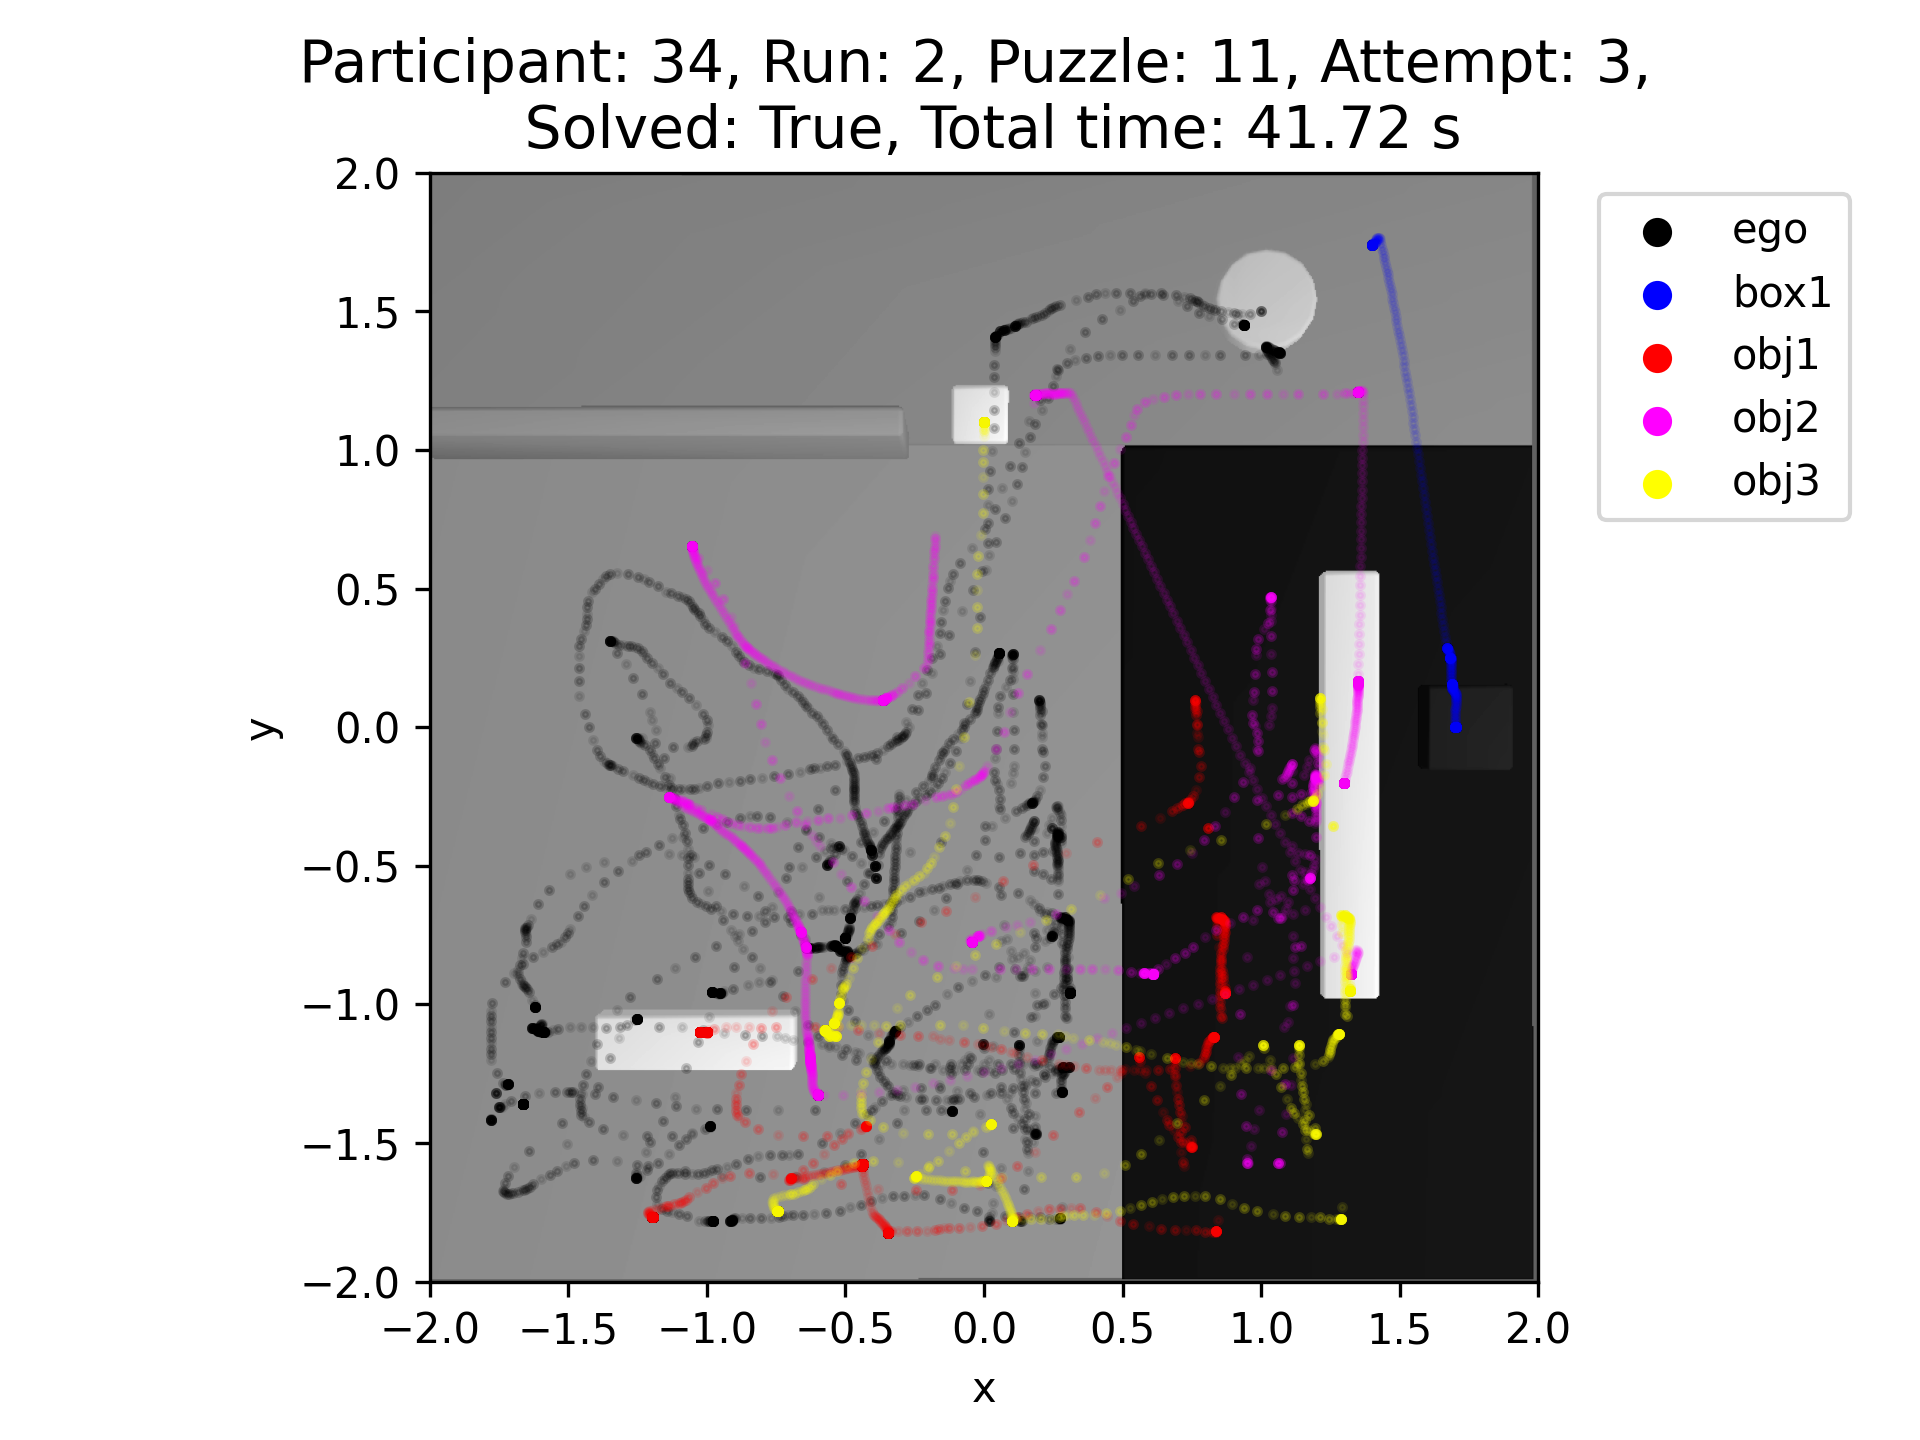 Participant: 34, Run: 2, Puzzle: 11, Attempt: 3,
Solved: True, Total time: 41.72 s
2.0
1.5
1.0
0.5
0.0
−0.5
−1.0
−1.5
−2.0
y
−2.0 −1.5 −1.0 −0.5 0.0 0.5 1.0 1.5 2.0
x
ego
box1
obj1
obj2
obj3